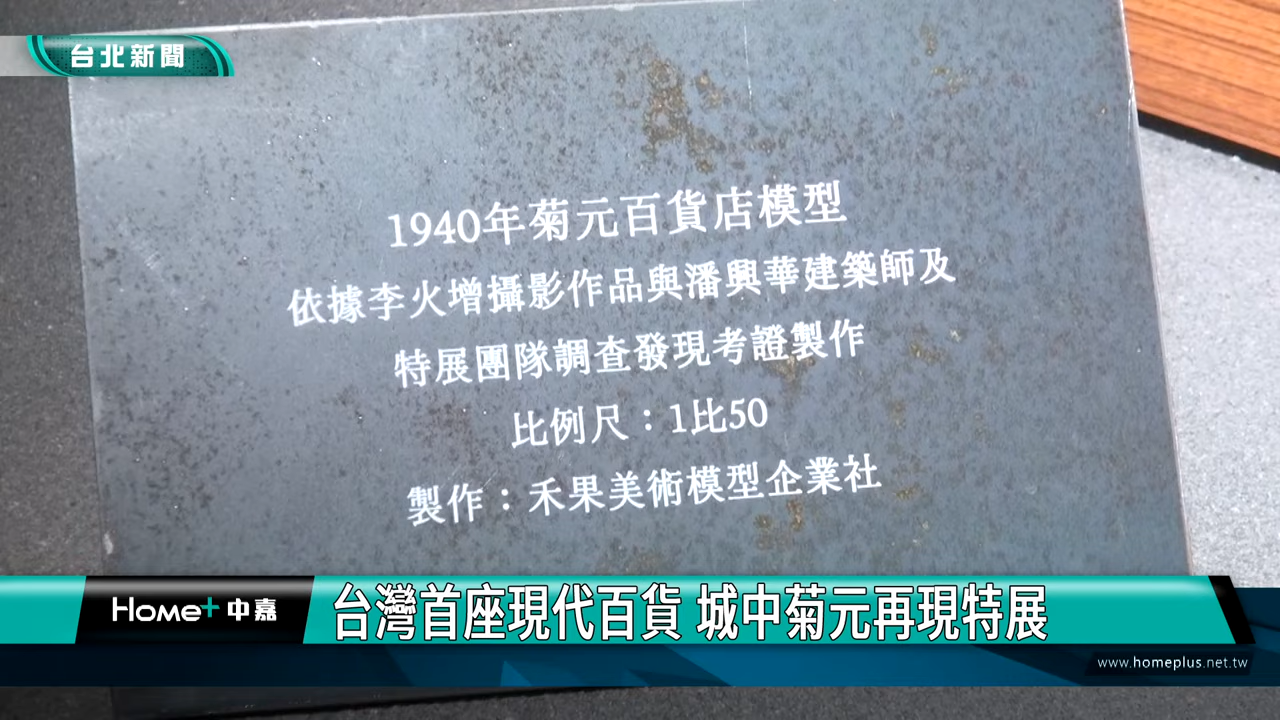 台北新聞
1940年菊元百貨店模型
依據李火增攝影作品與潘興華建築師及
特展團隊調查發現考證製作
比例尺：1比50
製作：禾果美術模型企業社
Home+中嘉
台灣首座現代百貨 城中菊元再現特展
www.homeplus.net.tw